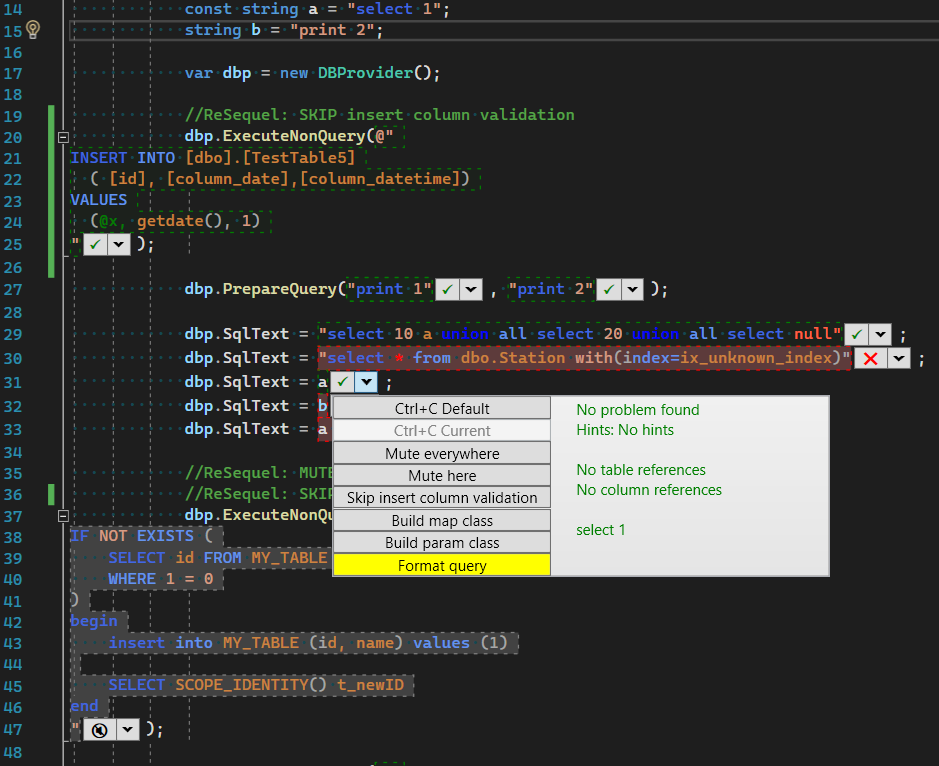 14 const string a = "select 1";
15 string b = "print 2";
16
17 var dbp = new DBProvider();
18
19 //ReSequel: SKIP insert column validation
20 dbp.ExecuteNonQuery(@"
21 INSERT INTO [dbo].[TestTable5]
22 ( [id], [column_date],[column_datetime])
23 VALUES
24 (@x, getdate(), 1)
25 " );
26
27 dbp.PrepareQuery("print 1" , "print 2" );
28
29 dbp.SqlText = "select 10 a union all select 20 union all select null" ;
30 dbp.SqlText = "select * from dbo.Station with(index=ix_unknown_index)" ;
31 dbp.SqlText = a ;
32 dbp.SqlText = b
33 dbp.SqlText = a
34
35 //ReSequel: MUTE
36 //ReSequel: SKIP
37 dbp.ExecuteNonQu
38 IF NOT EXISTS (
39 SELECT id FROM MY_TABLE
40 WHERE 1 = 0
41 )
42 begin
43 insert into MY_TABLE (id, name) values (1)
44
45 SELECT SCOPE_IDENTITY() t_newID
46 end
47 " );
48
Ctrl+C Default
Ctrl+C Current
Mute everywhere
Mute here
Skip insert column validation
Build map class
Build param class
Format query
No problem found
Hints: No hints
No table references
No column references
select 1